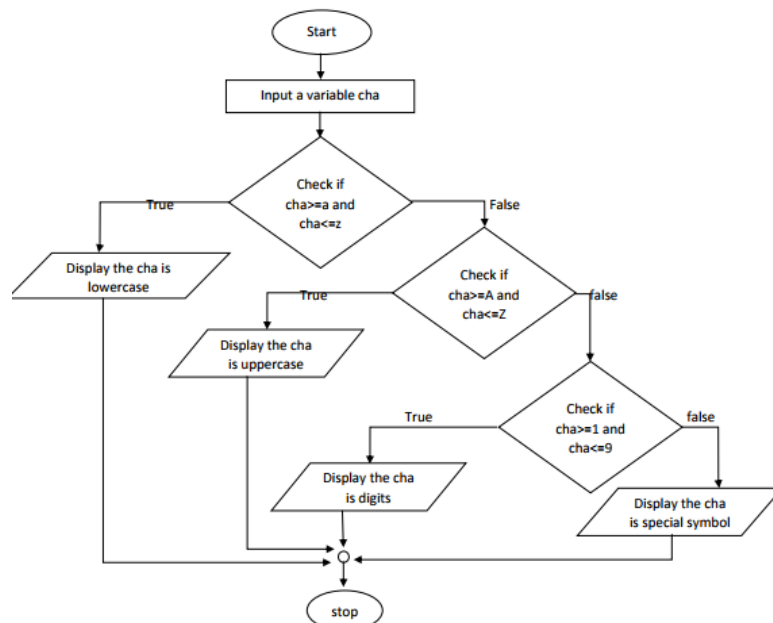 Start
Input a variable cha
Check if
cha>=a and
cha<=z
True
False
Display the cha is
lowercase
Check if
cha>=A and
cha<=Z
True
false
Display the cha
is uppercase
Check if
cha>=1 and
cha<=9
True
false
Display the cha
is digits
Display the cha
is special symbol
stop